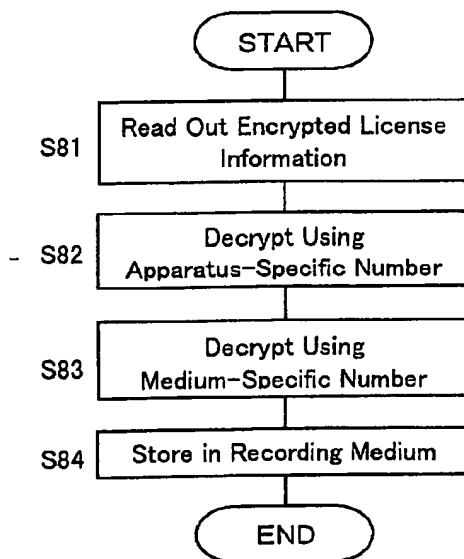 START
S81
Read Out Encrypted License
Information
S82
Decrypt Using
Apparatus-Specific Number
S83
Decrypt Using
Medium-Specific Number
S84
Store in Recording Medium
END